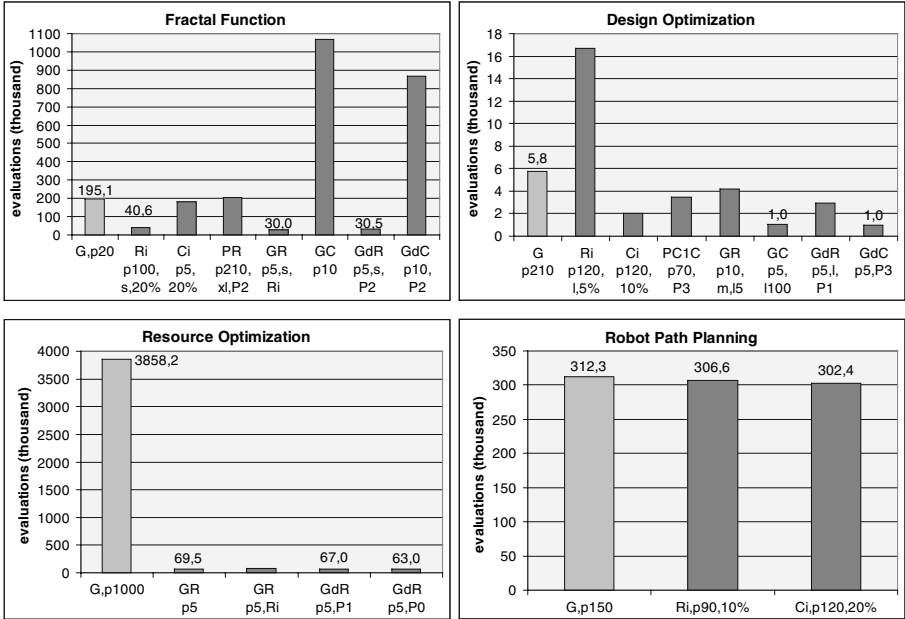 Fractal Function
evaluations (thousand)
1100
1000
900
800
700
600
500
400
300
200
100
0
195,1
40,6
30,0
30,5
G,p20
Ri
p100,
s,20%
Ci
p5,
20%
PR
p210,
xl,P2
GR
p5,s,
Ri
GC
p10
GdR
p5,s,
P2
GdC
p10,
P2
Design Optimization
evaluations (thousand)
18
16
14
12
10
8
6
4
2
0
5,8
1,0
1,0
G
p210
Ri
p120,
l,5%
Ci
p120,
10%
PC1C
p70,
P3
GR
p10,
m,l5
GC
p5,
l100
GdR
p5,l,
P1
GdC
p5,P3
Resource Optimization
evaluations (thousand)
4000
3500
3000
2500
2000
1500
1000
500
0
3858,2
69,5
67,0
63,0
G,p1000
GR
p5
GR
p5,Ri
GdR
p5,P1
GdR
p5,P0
Robot Path Planning
evaluations (thousand)
350
300
250
200
150
100
50
0
312,3
306,6
302,4
G,p150
Ri,p90,10%
Ci,p120,20%